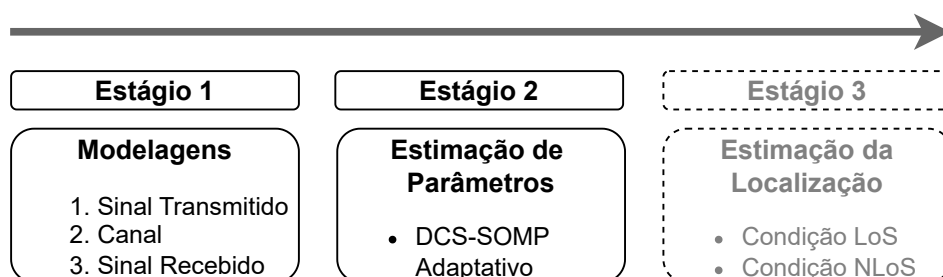 Estágio 1
Estágio 2
Estágio 3
Modelagens
1. Sinal Transmitido
2. Canal
3. Sinal Recebido
Estimação de
Parâmetros
• DCS-SOMP
Adaptativo
Estimação da
Localização
• Condição LoS
• Condição NLoS